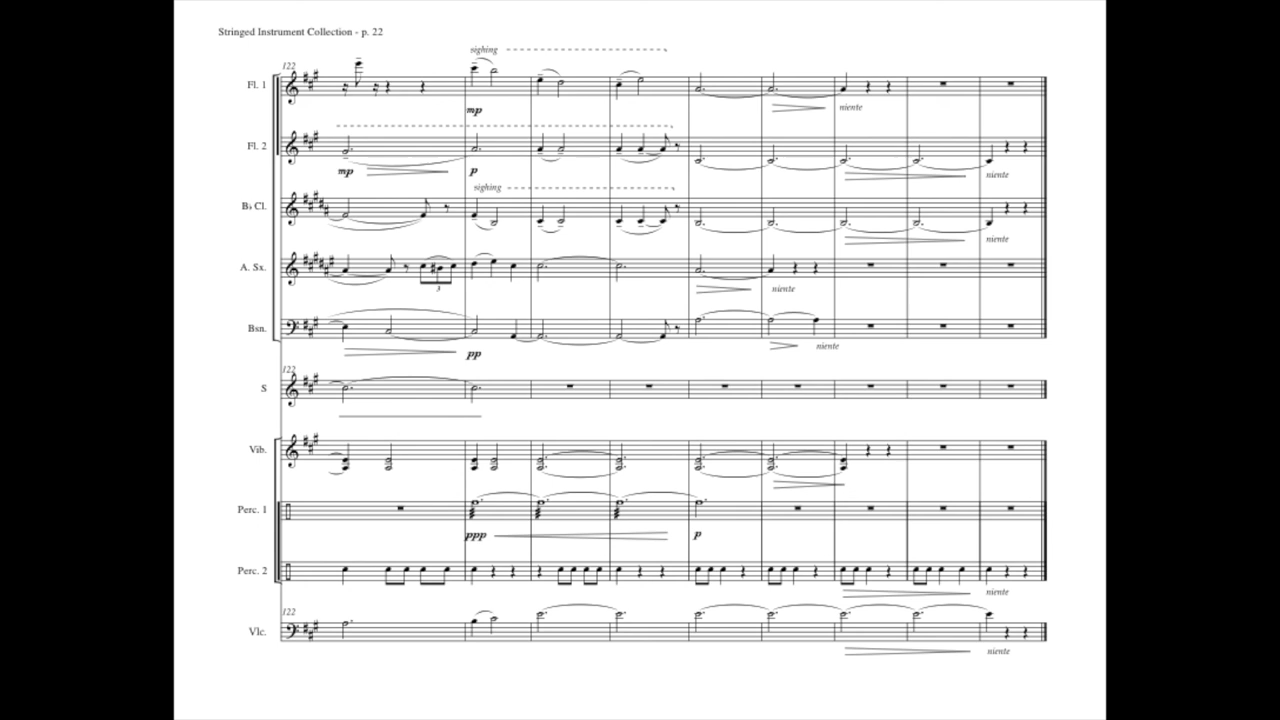 Stringed Instrument Collection - p. 22
sighing
122
Fl. 1
mp
niente
Fl. 2
mp
p
niente
sighing
B♭ Cl.
niente
A. Sx.
3
niente
Bsn.
pp
niente
122
S
Vib.
Perc. 1
ppp
p
Perc. 2
niente
122
Vlc.
niente